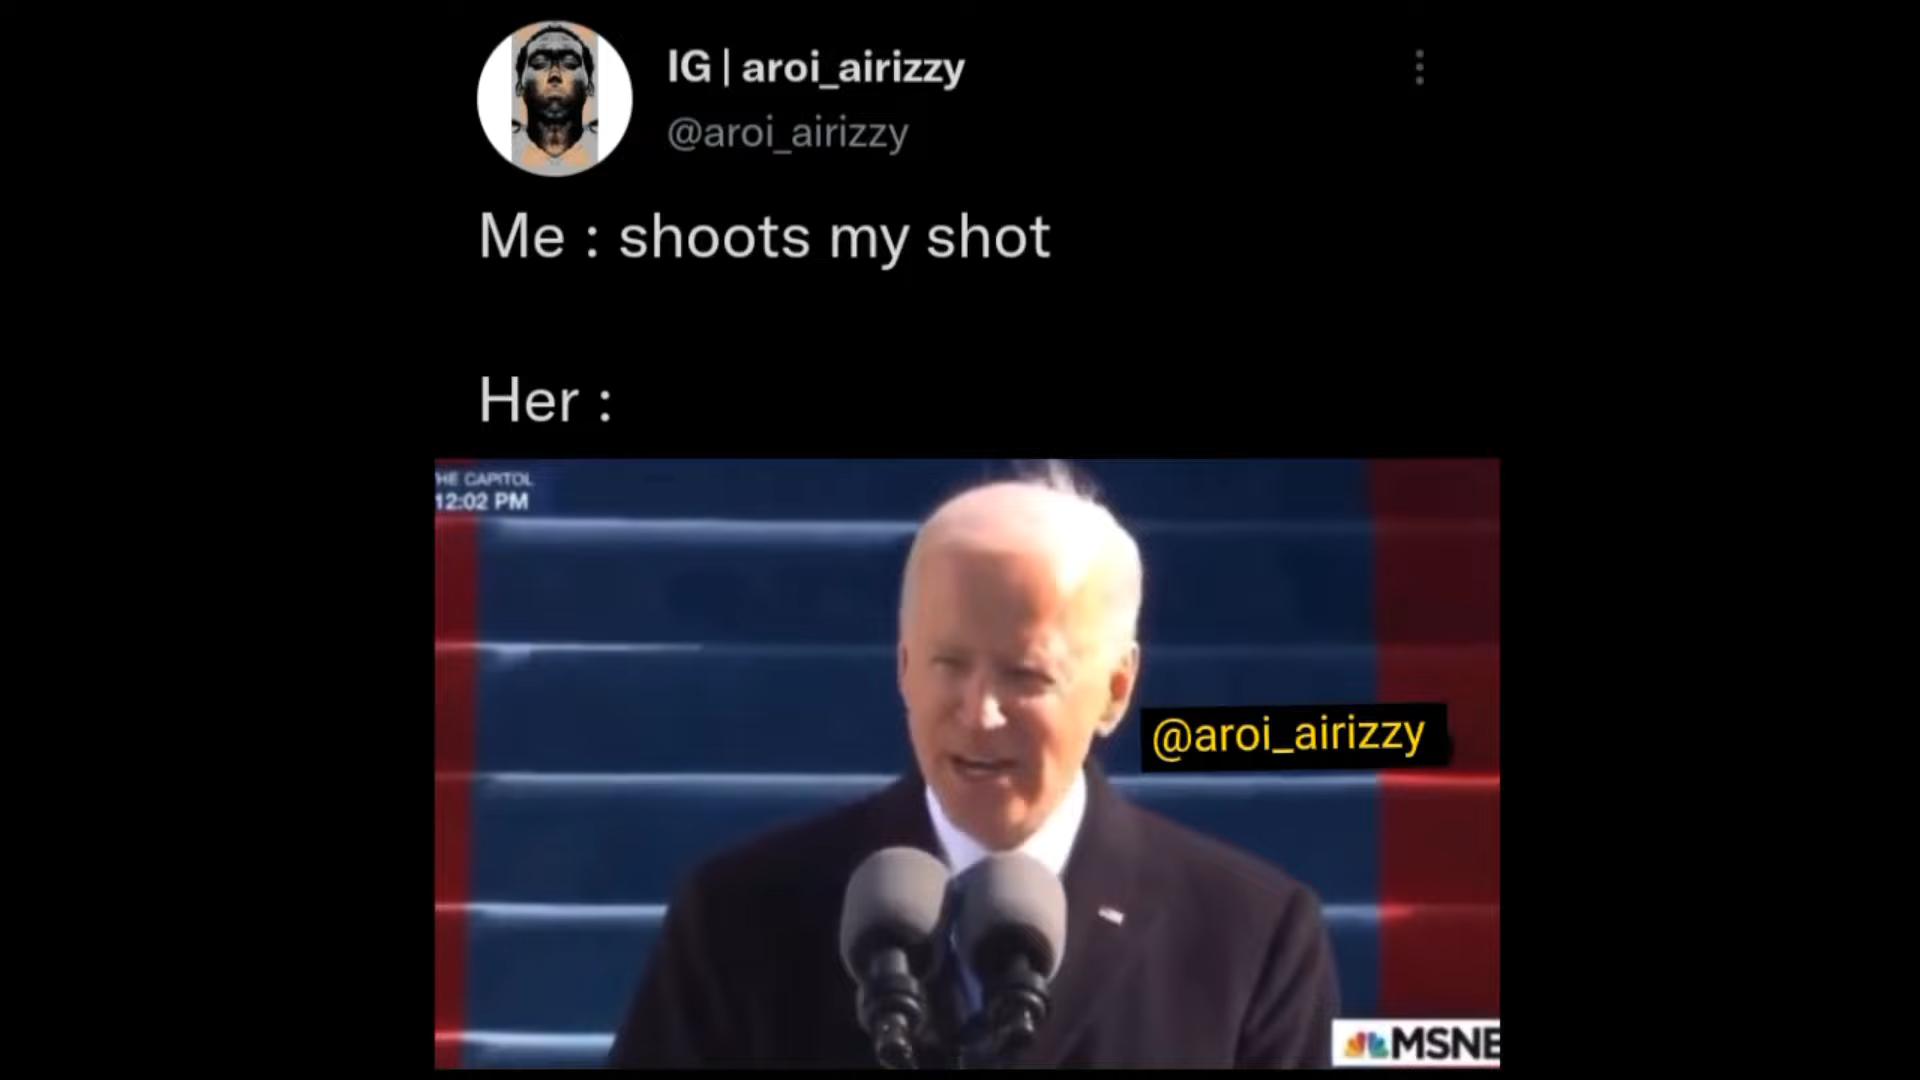 IG | aroi_airizzy
@aroi_airizzy
Me : shoots my shot
Her :
HE CAPITOL
12:02 PM
@aroi_airizzy
MSNB